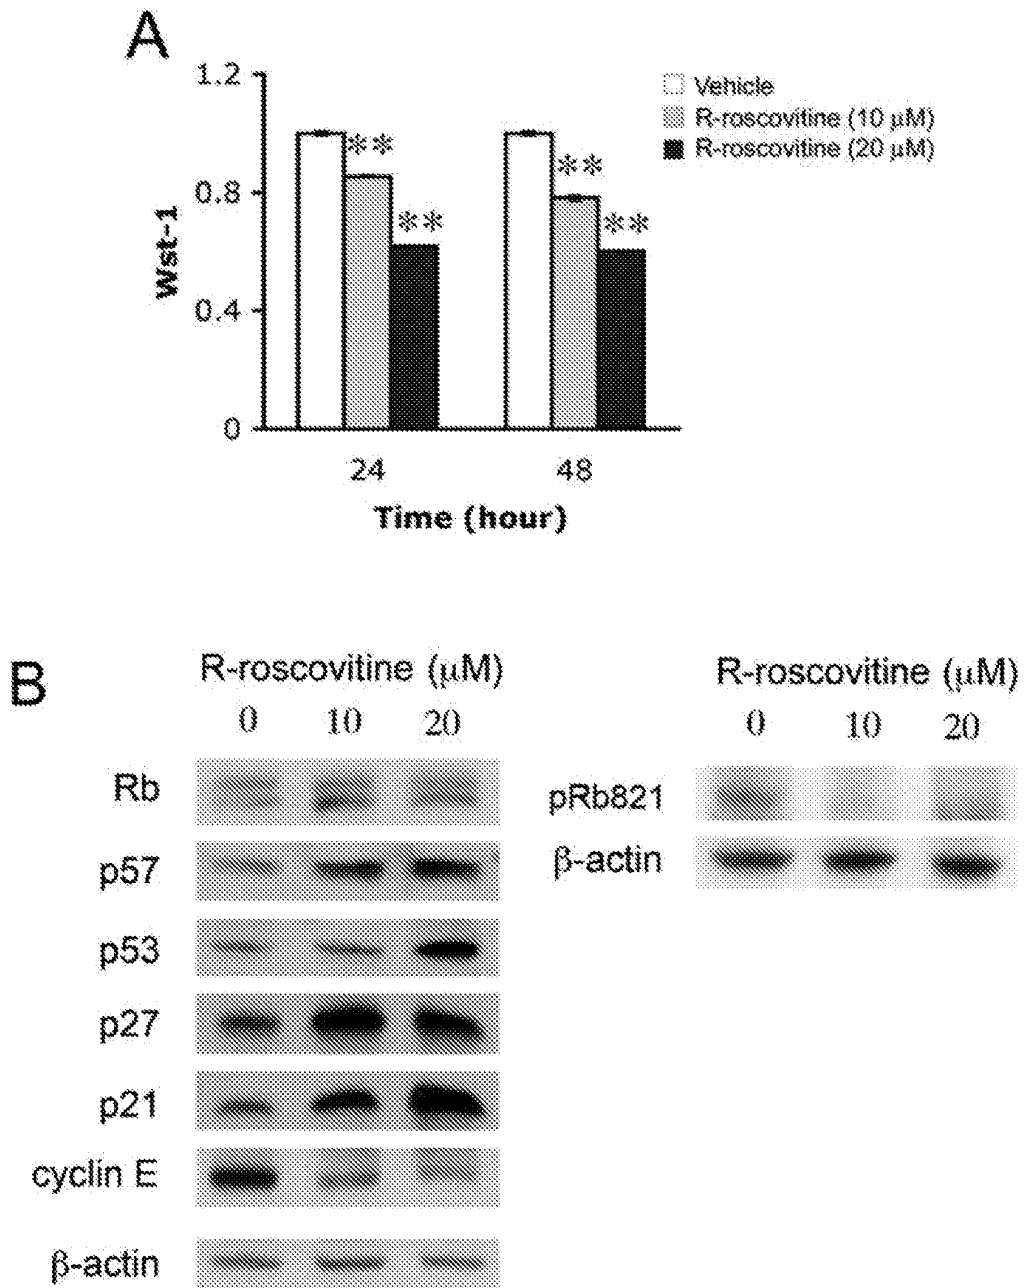 A
1.2
0.8
0.4
0
Wst-1
** ** ** **
24 48
Time (hour)
Vehicle
R-roscovitine (10 μM)
R-roscovitine (20 μM)
B
R-roscovitine (μM)
0 10 20
Rb
p57
p53
p27
p21
cyclin E
β-actin
R-roscovitine (μM)
0 10 20
pRb821
β-actin